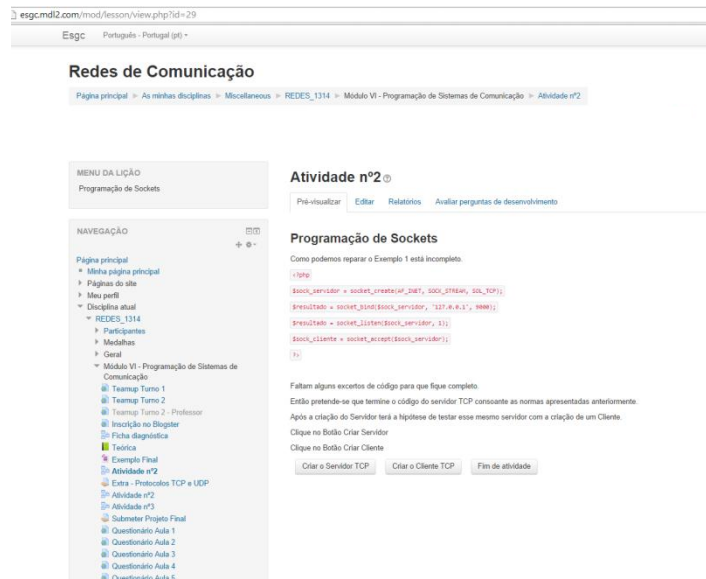 esgc.mdl2.com/mod/lesson/view.php?id=29
Esgc Português - Portugal (pt)
Redes de Comunicação
Página principal As minhas disciplinas Miscellaneous REDES_1314 Módulo VI - Programação de Sistemas de Comunicação Atividade nº2
MENU DA LIÇÃO
Programação de Sockets
NAVEGAÇÃO
Página principal
Minha página principal
Páginas do site
Meu perfil
Disciplina atual
REDES_1314
Participantes
Medalhas
Geral
Módulo VI - Programação de Sistemas de
Comunicação
Teamup Turno 1
Teamup Turno 2
Teamup Turno 2 - Professor
Inscrição no Blogster
Ficha diagnóstica
Teórica
Exemplo Final
Atividade nº2
Extra - Protocolos TCP e UDP
Atividade nº2
Atividade nº3
Submeter Projeto Final
Questionário Aula 1
Questionário Aula 2
Questionário Aula 3
Questionário Aula 4
Questionário Aula 5
Atividade nº2
Pré-visualizar Editar Relatórios Avaliar perguntas de desenvolvimento
Programação de Sockets
Como podemos reparar o Exemplo 1 está incompleto.
<?php
$sock_servidor = socket_create(AF_INET, SOCK_STREAM, SOL_TCP);
$resultado = socket_bind($sock_servidor, '127.0.0.1', 9000);
$resultado = socket_listen($sock_servidor, 1);
$sock_cliente = socket_accept($sock_servidor);
?>
Faltam alguns excertos de código para que fique completo.
Então pretende-se que termine o código do servidor TCP consoante as normas apresentadas anteriormente.
Após a criação do Servidor terá a hipótese de testar esse mesmo servidor com a criação de um Cliente.
Clique no Botão Criar Servidor
Clique no Botão Criar Cliente
Criar o Servidor TCP Criar o Cliente TCP Fim de atividade